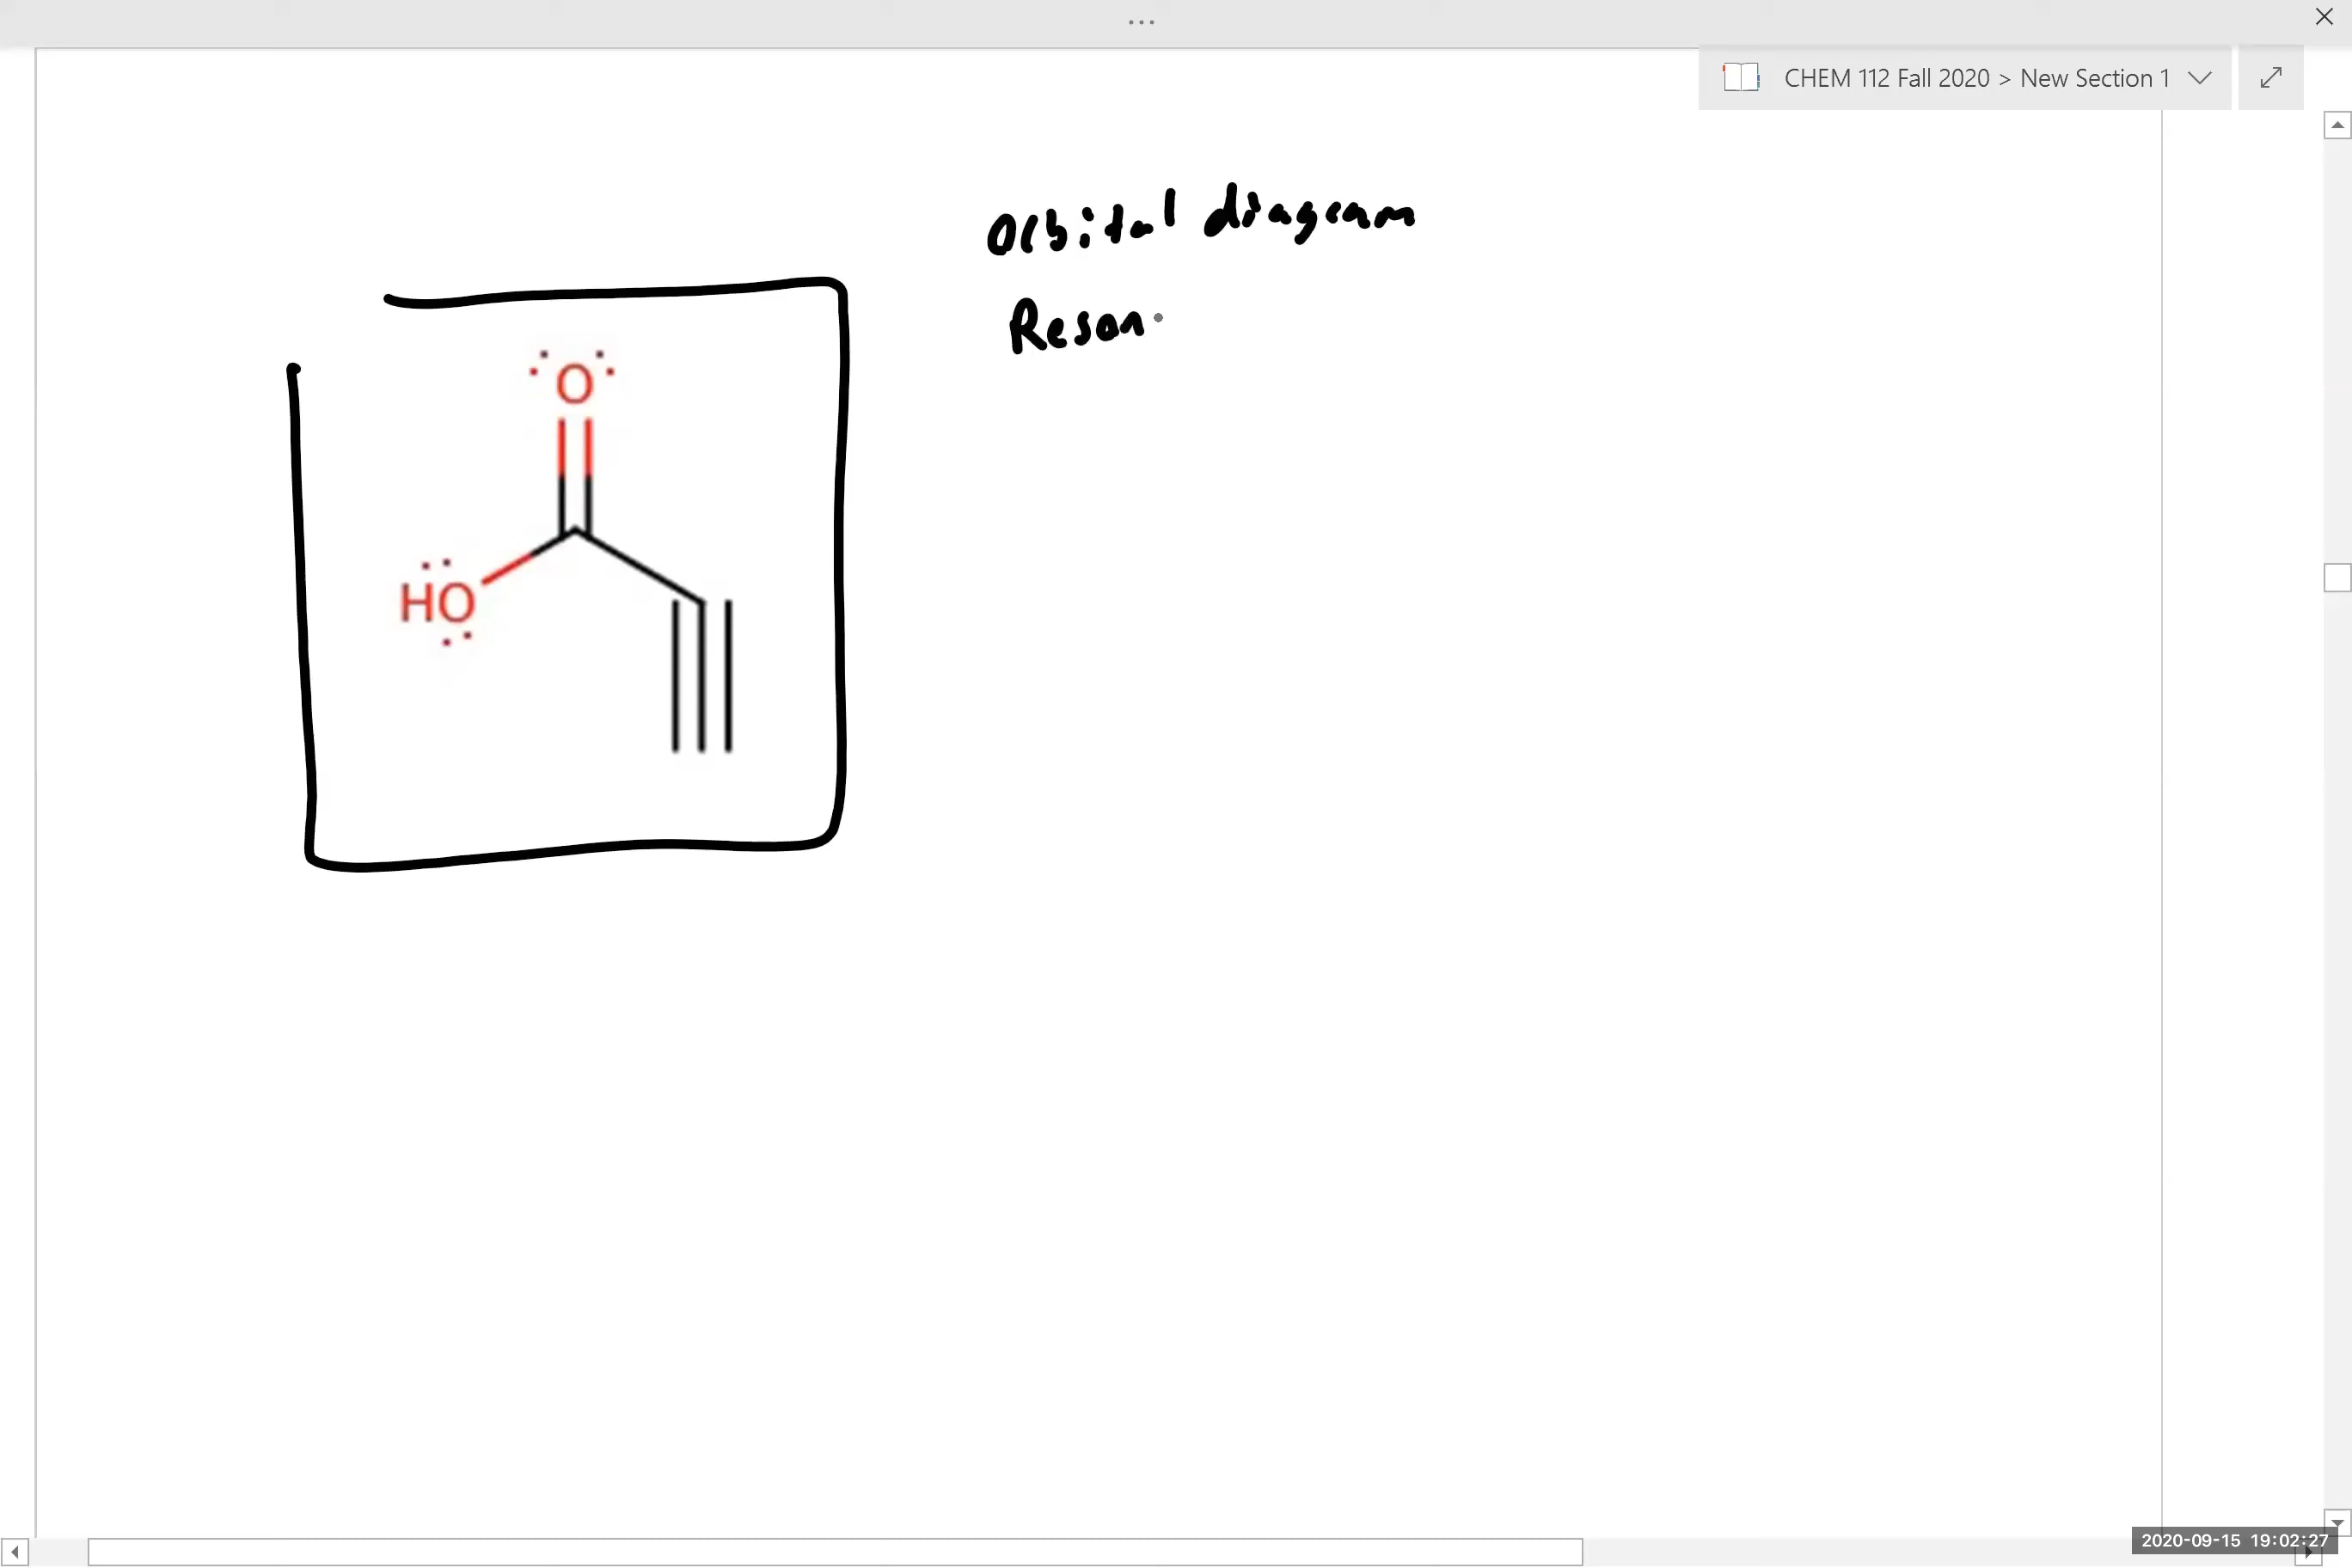 CHEM 112 Fall 2020 > New Section 1
Orbital diagram
Reson
O
HO
2020-09-15 19:02:27